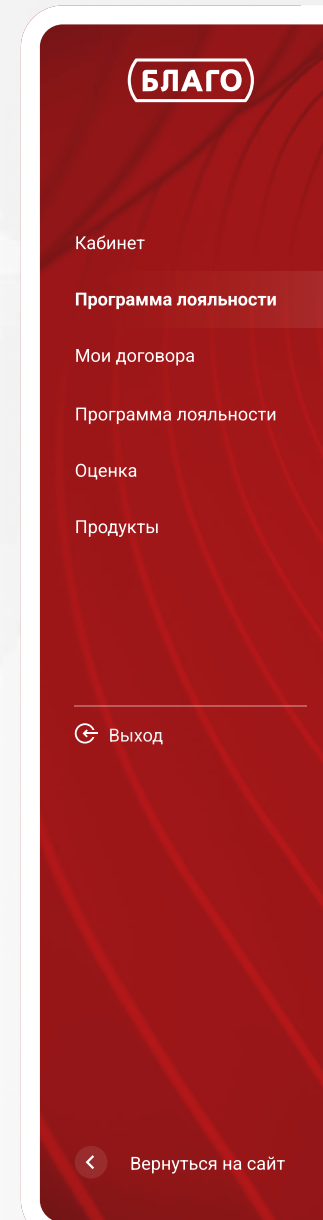 БЛАГО
Кабинет
Программа лояльности
Мои договора
Программа лояльности
Оценка
Продукты
Выход
Вернуться на сайт